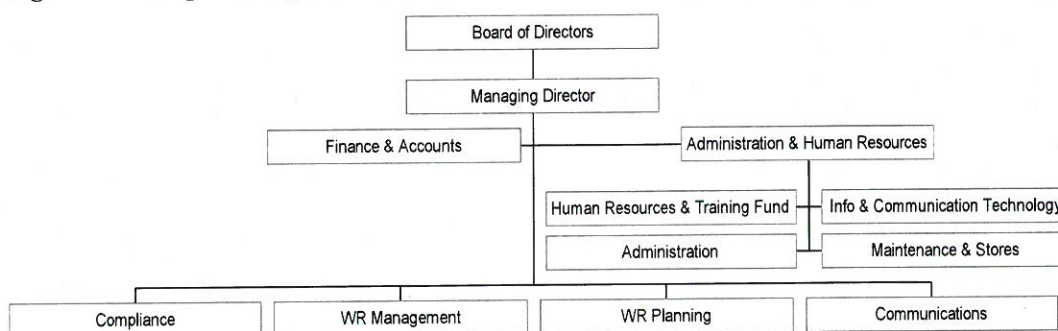 Board of Directors
Managing Director
Finance & Accounts
Administration & Human Resources
Human Resources & Training Fund
Info & Communication Technology
Administration
Maintenance & Stores
Compliance
WR Management
WR Planning
Communications